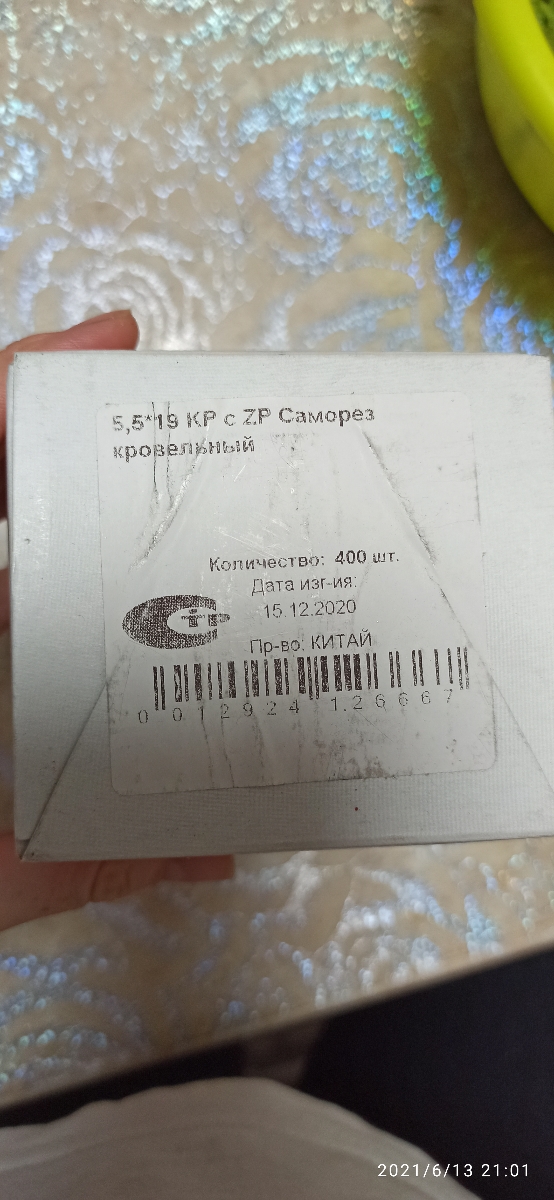 5,5*19 КР с ZP Саморез
кровельный
Количество: 400 шт.
Дата изг-ия:
15.12.2020
Пр-во: КИТАЙ
0 012924 126667
2021/6/13 21:01